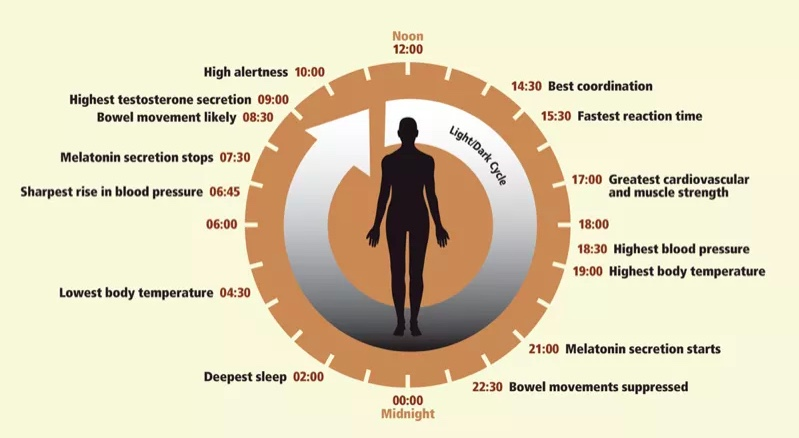 Noon
12:00
14:30 Best coordination
15:30 Fastest reaction time
17:00 Greatest cardiovascular
and muscle strength
18:00
18:30 Highest blood pressure
19:00 Highest body temperature
21:00 Melatonin secretion starts
22:30 Bowel movements suppressed
00:00
Midnight
Deepest sleep 02:00
Lowest body temperature 04:30
06:00
Sharpest rise in blood pressure 06:45
Melatonin secretion stops 07:30
Bowel movement likely 08:30
Highest testosterone secretion 09:00
High alertness 10:00
Light/Dark Cycle